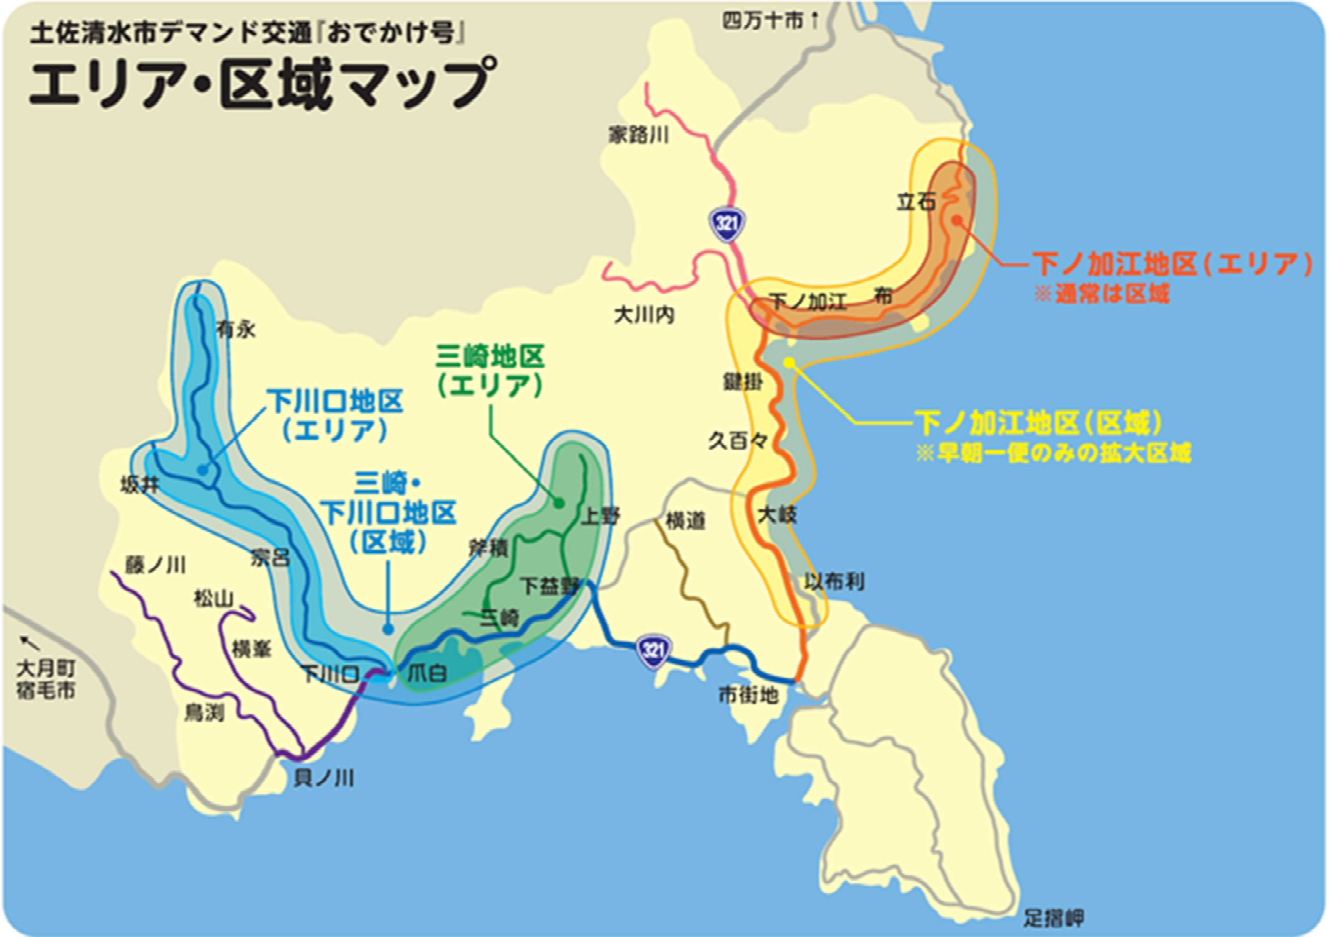 土佐清水市デマンド交通『おでかけ号』
エリア・区域マップ
四万十市↑
家路川
321
立石
下ノ加江地区(エリア)
※通常は区域
大川内
下ノ加江
布
有永
三崎地区
(エリア)
鍵掛
下川口地区
(エリア)
下ノ加江地区(区域)
※早朝一便のみの拡大区域
久百々
坂井
三崎・
下川口地区
(区域)
上野
横道
大岐
斧積
宗呂
藤ノ川
下益野
以布利
松山
三崎
横峯
321
大月町
宿毛市
下川口
爪白
市街地
鳥渕
貝ノ川
足摺岬